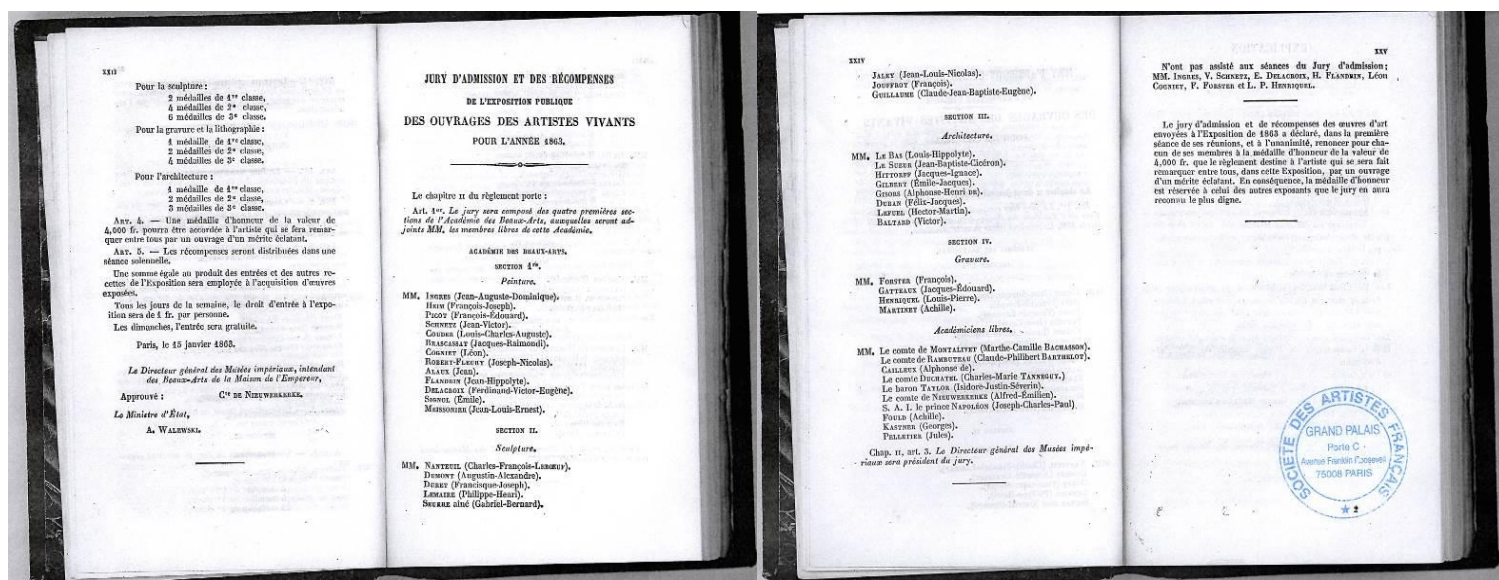 XXII
Pour la sculpture :
2 médailles de 1re classe,
4 médailles de 2e classe,
6 médailles de 3e classe.
Pour la gravure et la lithographie :
1 médaille de 1re classe,
2 médailles de 2e classe,
4 médailles de 3e classe.
Pour l'architecture :
1 médaille de 1re classe,
2 médailles de 2e classe,
3 médailles de 3e classe.
ART. 4. — Une médaille d'honneur de la valeur de
4,000 fr. pourra être accordée à l'artiste qui se fera remar-
quer entre tous par un ouvrage d'un mérite éclatant.
ART. 5. — Les récompenses seront distribuées dans une
séance solennelle.
Une somme égale au produit des entrées et des autres re-
cettes de l'Exposition sera employée à l'acquisition d'œuvres
exposées.
Tous les jours de la semaine, le droit d'entrée à l'expo-
sition sera de 1 fr. par personne.
Les dimanches, l'entrée sera gratuite.
Paris, le 15 janvier 1863.
Le Directeur général des Musées impériaux, intendant
des Beaux-Arts de la Maison de l'Empereur,
Approuvé : Cte DE NIEUWERKERKE.
Le Ministre d'État,
A. WALEWSKI.
JURY D'ADMISSION ET DES RÉCOMPENSES
DE L'EXPOSITION PUBLIQUE
DES OUVRAGES DES ARTISTES VIVANTS
POUR L'ANNÉE 1863.
Le chapitre II du règlement porte :
Art. 1er. Le jury sera composé des quatre premières sec-
tions de l'Académie des Beaux-Arts, auxquelles seront ad-
joints MM. les membres libres de cette Académie.
ACADÉMIE DES BEAUX-ARTS.
SECTION 1re.
Peinture.
MM. INGRES (Jean-Auguste-Dominique).
HEIM (François-Joseph).
PICOT (François-Édouard).
SCHNETZ (Jean-Victor).
COUDER (Louis-Charles-Auguste).
BRASCASSAT (Jacques-Raimond).
COGNIET (Léon).
ROBERT-FLEURY (Joseph-Nicolas).
ALAUX (Jean).
FLANDRIN (Jean-Hippolyte).
DELACROIX (Ferdinand-Victor-Eugène).
SIGNOL (Émile).
MEISSONIER (Jean-Louis-Ernest).
SECTION II.
Sculpture.
MM. NANTEUIL (Charles-François-LEBŒUF).
DUMONT (Augustin-Alexandre).
DURET (Francisque-Joseph).
LEMAIRE (Philippe-Henri).
SEURRE aîné (Gabriel-Bernard).
XXIV
JALEY (Jean-Louis-Nicolas).
JOUFFROY (François).
GUILLAUME (Claude-Jean-Baptiste-Eugène).
SECTION III.
Architecture.
MM. LE BAS (Louis-Hippolyte).
LE SUEUR (Jean-Baptiste-Cicéron).
HITTORFF (Jacques-Ignace).
GILBERT (Émile-Jacques).
GISORS (Alphonse-Henri DE).
DUBAN (Félix-Jacques).
LEFUEL (Hector-Martin).
BALTARD (Victor).
SECTION IV.
Gravure.
MM. FORSTER (François).
GATTEAUX (Jacques-Édouard).
HENRIQUEL (Louis-Pierre).
MARTINET (Achille).
Académiciens libres.
MM. Le comte de MONTALIVET (Marthe-Camille BACHASSON).
Le comte de RAMBUTEAU (Claude-Philibert BARTHELOT).
CAILLEUX (Alphonse de).
Le comte DUCHATEL (Charles-Marie TANNEGUY.)
Le baron TAYLOR (Isidore-Justin-Séverin).
Le comte de NIEUWERKERKE (Alfred-Émilien).
S. A. I. le prince NAPOLÉON (Joseph-Charles-Paul)
FOULD (Achille).
KASTNER (Georges).
PELLETIER (Jules).
Chap. II, art. 3. Le Directeur général des Musées impé-
riaux sera président du jury.
XXV
N'ont pas assisté aux séances du Jury d'admission;
MM. INGRES, V. SCHNETZ, E. DELACROIX, H. FLANDRIN, LÉON
COGNIET, F. FORSTER et L. P. HENRIQUEL.
Le jury d'admission et de récompenses des œuvres d'art
envoyées à l'Exposition de 1863 a déclaré, dans la première
séance de ses réunions, et à l'unanimité, renoncer pour cha-
cun de ses membres à la médaille d'honneur de la valeur de
4,000 fr. que le règlement destine à l'artiste qui se sera fait
remarquer entre tous, dans cette Exposition, par un ouvrage
d'un mérite éclatant. En conséquence, la médaille d'honneur
est réservée à celui des autres exposants que le jury en aura
reconnu le plus digne.
SOCIÉTÉ DES ARTISTES FRANÇAIS
GRAND PALAIS
Porte C -
Avenue Franklin Roosevelt
75008 PARIS
2